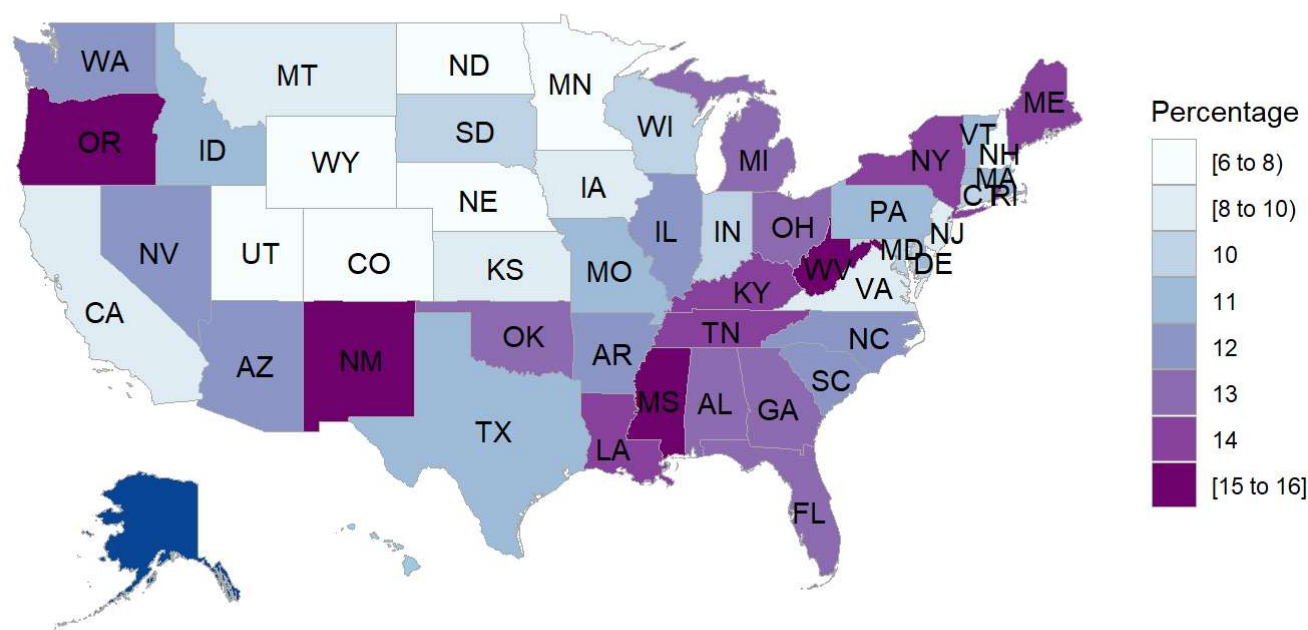 WA
MT
ND
MN
ME
OR
ID
SD
WI
MI
VT
NH
NY
WY
MA
CT
RI
IA
NE
PA
NJ
NV
UT
CO
IL
IN
OH
MD
DE
KS
MO
WV
VA
KY
CA
OK
TN
NC
AZ
NM
AR
SC
MS
AL
GA
TX
LA
FL
Percentage
[6 to 8)
[8 to 10)
10
11
12
13
14
[15 to 16]